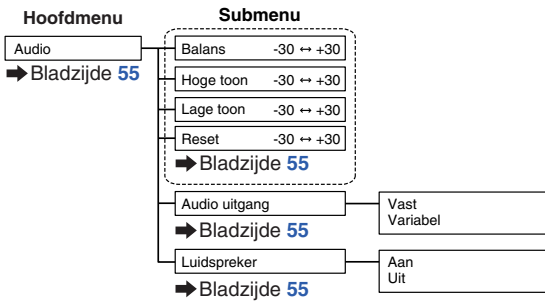 Hoofdmenu
Submenu
Audio
➡ Bladzijde 55
Balans -30 ↔ +30
Hoge toon -30 ↔ +30
Lage toon -30 ↔ +30
Reset -30 ↔ +30
➡ Bladzijde 55
Audio uitgang
➡ Bladzijde 55
Vast
Variabel
Luidspreker
➡ Bladzijde 55
Aan
Uit